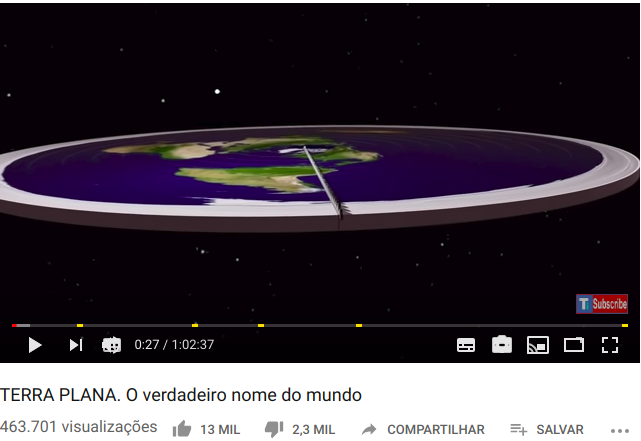 T Subscribe
0:27 / 1:02:37
TERRA PLANA. O verdadeiro nome do mundo
463.701 visualizações 13 MIL 2,3 MIL COMPARTILHAR SALVAR